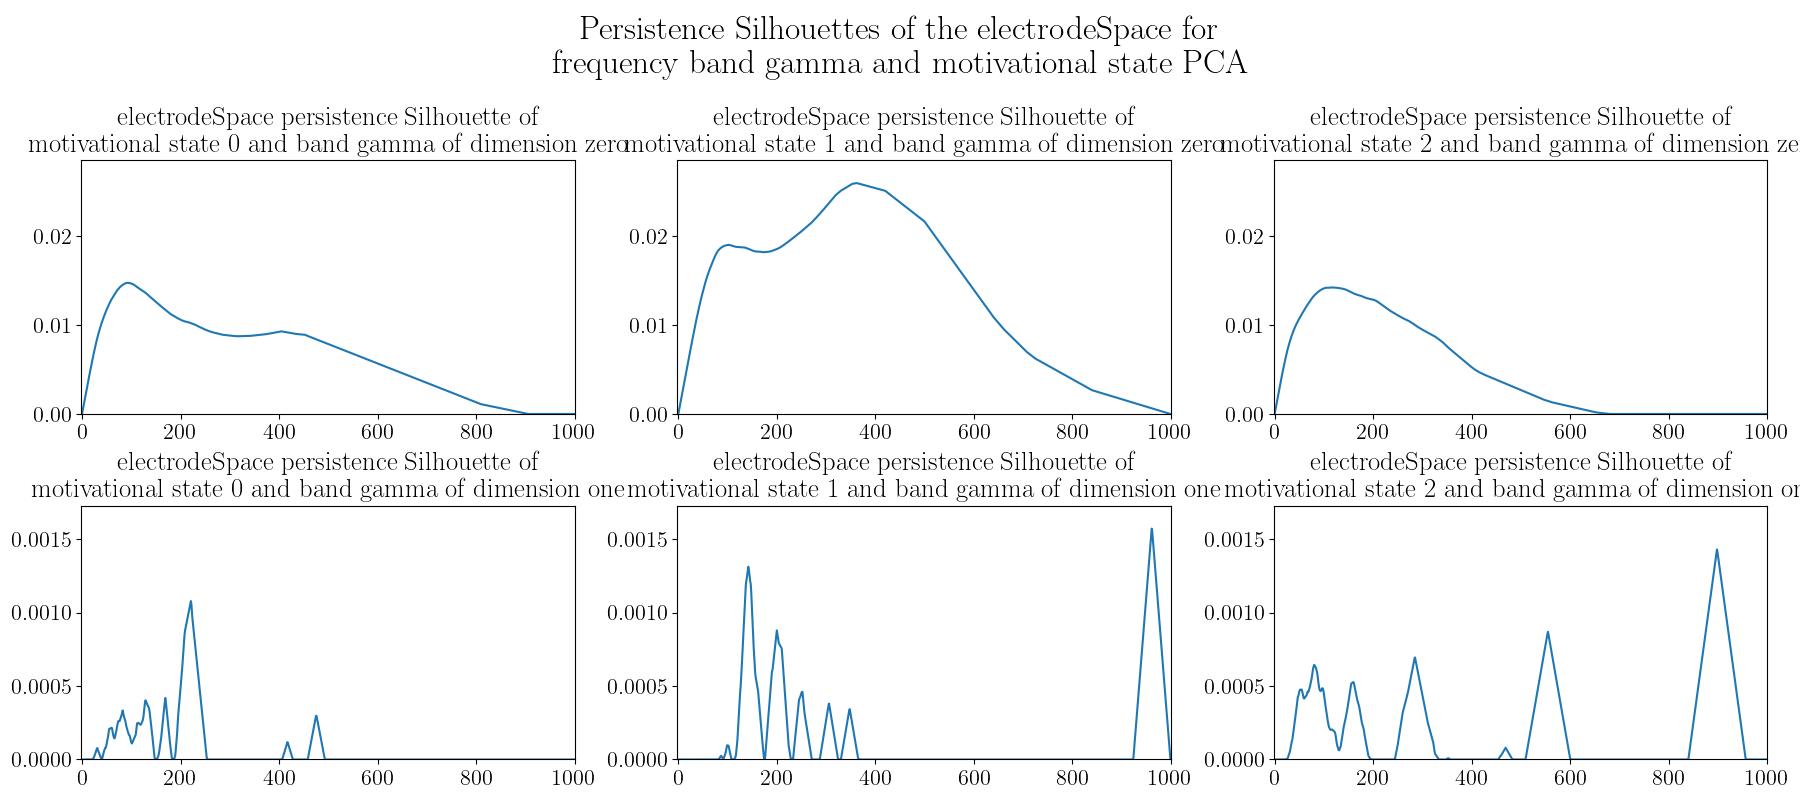 Persistence Silhouettes of the electrodeSpace for
frequency band gamma and motivational state PCA
electrodeSpace persistence Silhouette of
motivational state 0 and band gamma of dimension zero
electrodeSpace persistence Silhouette of
motivational state 1 and band gamma of dimension zero
electrodeSpace persistence Silhouette of
motivational state 2 and band gamma of dimension ze
0.02
0.01
0.00
0 200 400 600 800 1000
0.02
0.01
0.00
0 200 400 600 800 1000
0.02
0.01
0.00
0 200 400 600 800 1000
electrodeSpace persistence Silhouette of
motivational state 0 and band gamma of dimension one
electrodeSpace persistence Silhouette of
motivational state 1 and band gamma of dimension one
electrodeSpace persistence Silhouette of
motivational state 2 and band gamma of dimension on
0.0015
0.0010
0.0005
0.0000
0 200 400 600 800 1000
0.0015
0.0010
0.0005
0.0000
0 200 400 600 800 1000
0.0015
0.0010
0.0005
0.0000
0 200 400 600 800 1000